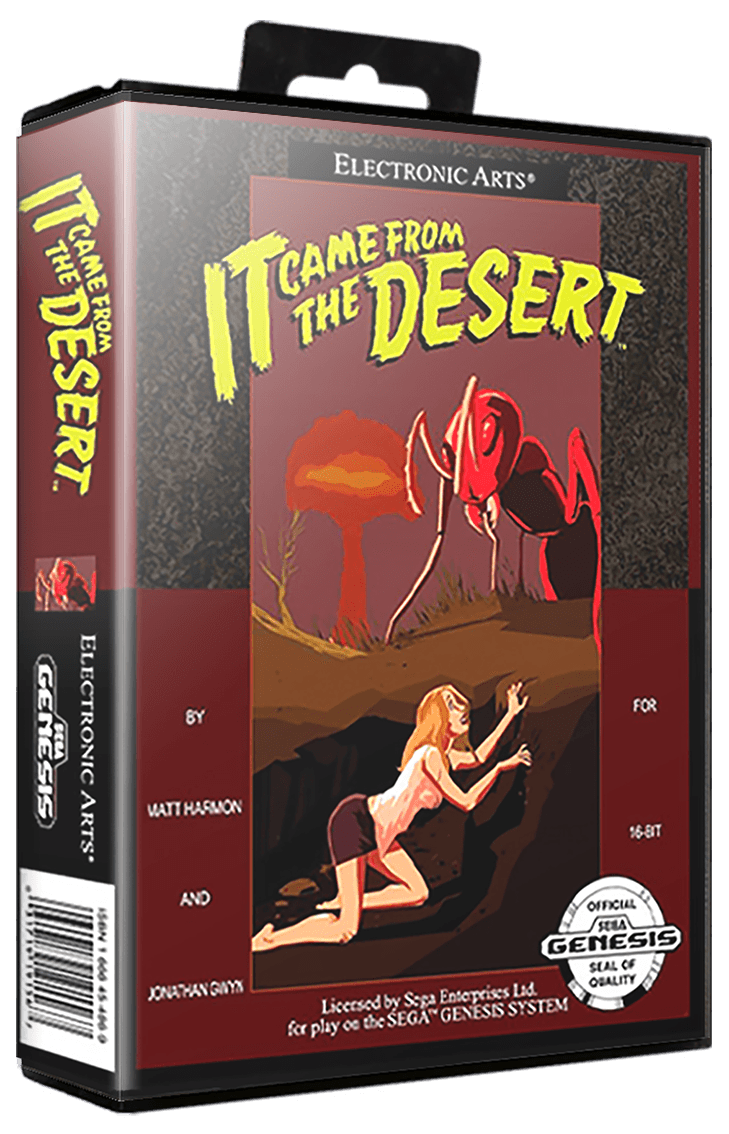 ELECTRONIC ARTS®
IT CAME FROM
THE DESERT™
BY
MATT HARMON
AND
JONATHAN GWYN
FOR
16-BIT
OFFICIAL
SEGA
GENESIS
SEAL OF
QUALITY
Licensed by Sega Enterprises Ltd.
for play on the SEGA™ GENESIS SYSTEM
IT CAME FROM
THE DESERT™
ELECTRONIC ARTS®
SEGA
GENESIS